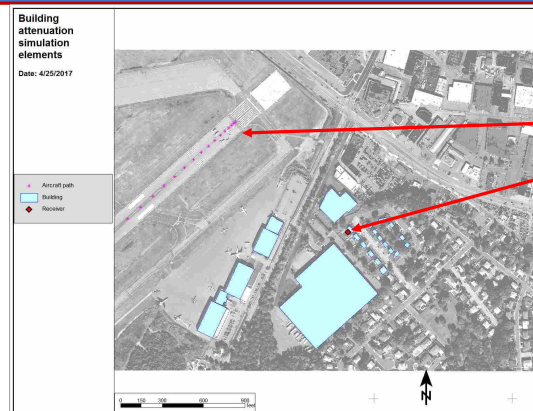 Building
attenuation
simulation
elements
Date: 4/25/2017
Aircraft path
Building
Receiver
0 150 300 600 900
feet
N